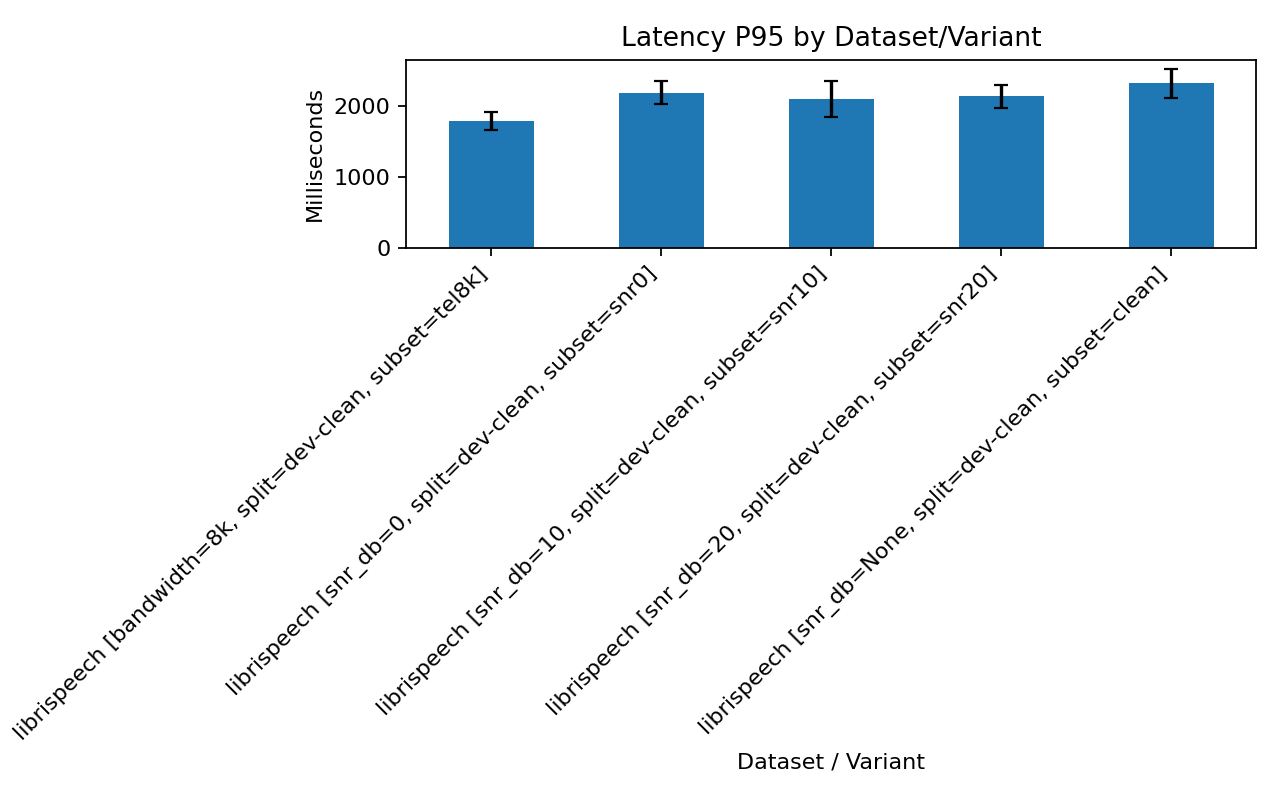 Latency P95 by Dataset/Variant
Milliseconds
2000
1000
0
librispeech [bandwidth=8k, split=dev-clean, subset=tel8k]
librispeech [snr_db=0, split=dev-clean, subset=snr0]
librispeech [snr_db=10, split=dev-clean, subset=snr10]
librispeech [snr_db=20, split=dev-clean, subset=snr20]
librispeech [snr_db=None, split=dev-clean, subset=clean]
Dataset / Variant